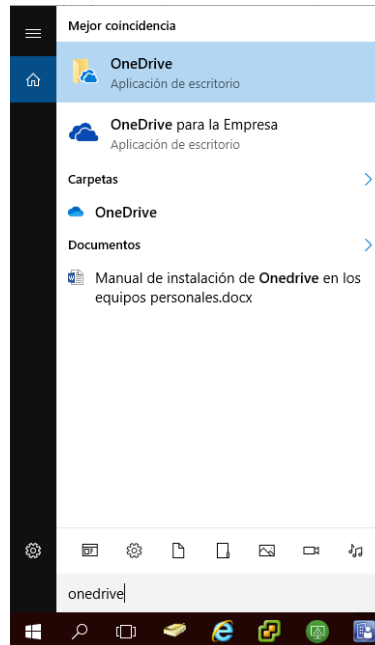 Mejor coincidencia
OneDrive
Aplicación de escritorio
OneDrive para la Empresa
Aplicación de escritorio
Carpetas
OneDrive
Documentos
Manual de instalación de Onedrive en los
equipos personales.docx
onedrive